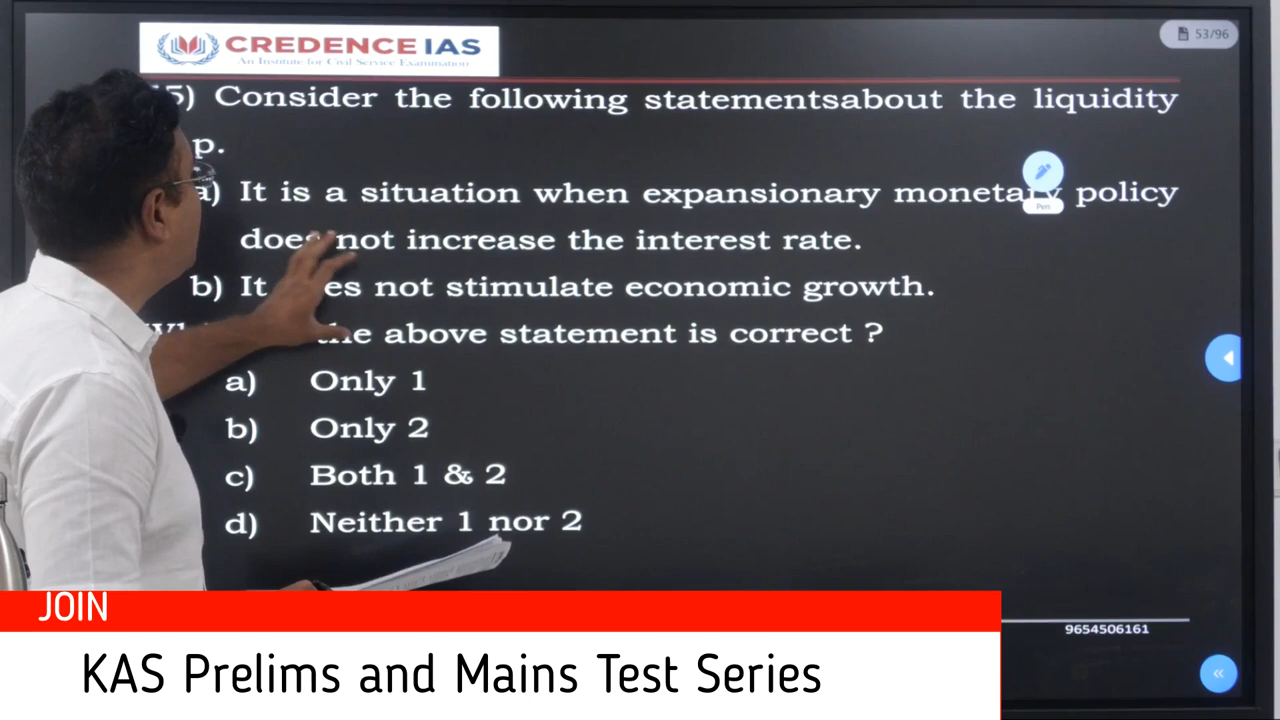 CREDENCE IAS
An Institute for Civil Service Examination
53/96
5) Consider the following statementsabout the liquidity
p.
a) It is a situation when expansionary monetary policy
does not increase the interest rate.
Pen
b) It es not stimulate economic growth.
the above statement is correct ?
a) Only 1
b) Only 2
c) Both 1 & 2
d) Neither 1 nor 2
9654506161
JOIN
KAS Prelims and Mains Test Series